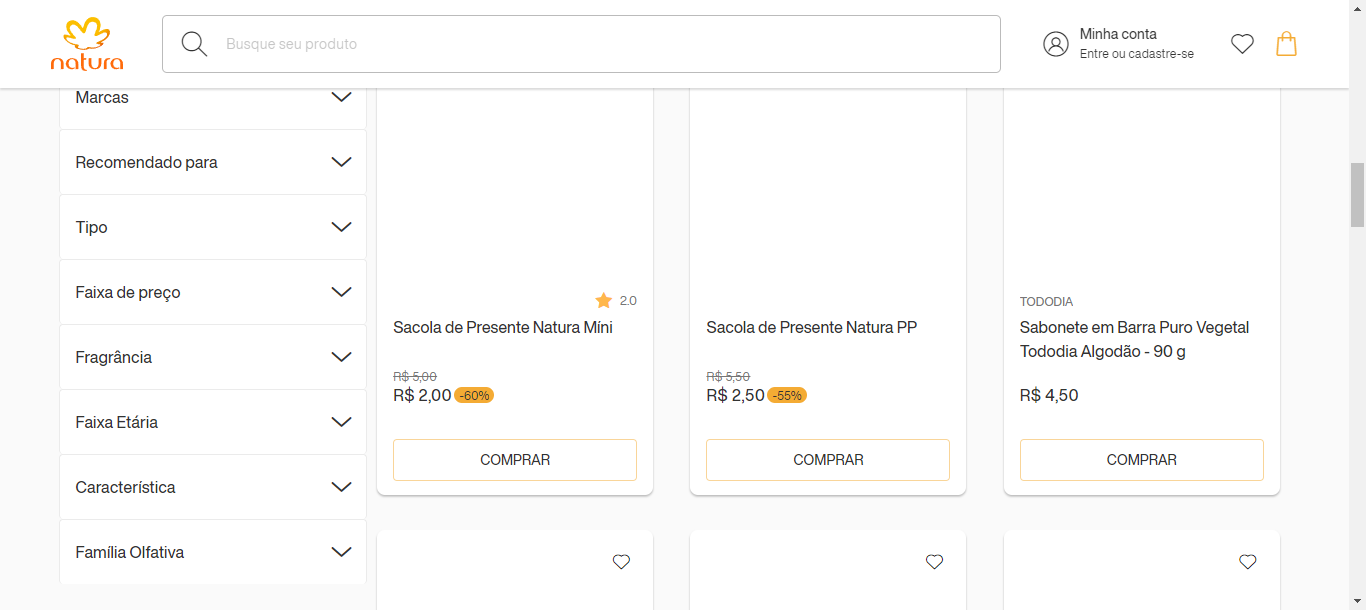 natura
Busque seu produto
Minha conta
Entre ou cadastre-se
Marcas
Recomendado para
Tipo
Faixa de preço
Fragrância
Faixa Etária
Característica
Família Olfativa
2.0
Sacola de Presente Natura Míni
R$ 5,00
R$ 2,00 -60%
COMPRAR
Sacola de Presente Natura PP
R$ 5,50
R$ 2,50 -55%
COMPRAR
TODODIA
Sabonete em Barra Puro Vegetal
Tododia Algodão - 90 g
R$ 4,50
COMPRAR